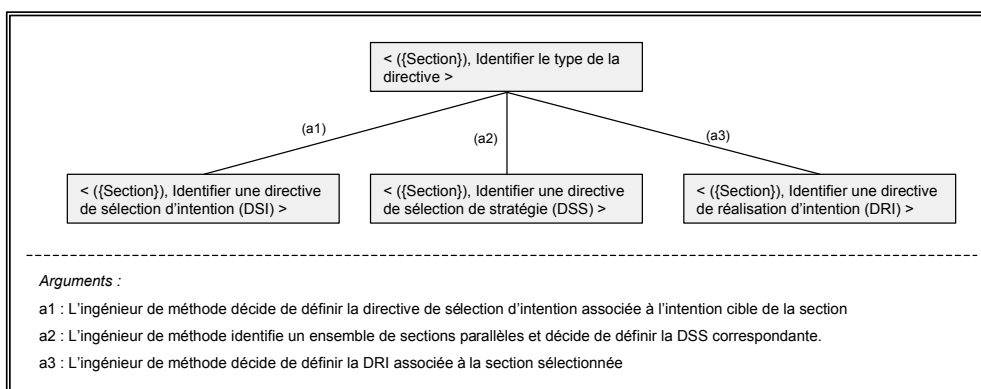 < ({Section}), Identifier le type de la
directive >
(a1)
(a2)
(a3)
< ({Section}), Identifier une directive
de sélection d’intention (DSI) >
< ({Section}), Identifier une directive
de sélection de stratégie (DSS) >
< ({Section}), Identifier une directive
de réalisation d’intention (DRI) >
Arguments :
a1 : L’ingénieur de méthode décide de définir la directive de sélection d’intention associée à l’intention cible de la section
a2 : L’ingénieur de méthode identifie un ensemble de sections parallèles et décide de définir la DSS correspondante.
a3 : L’ingénieur de méthode décide de définir la DRI associée à la section sélectionnée